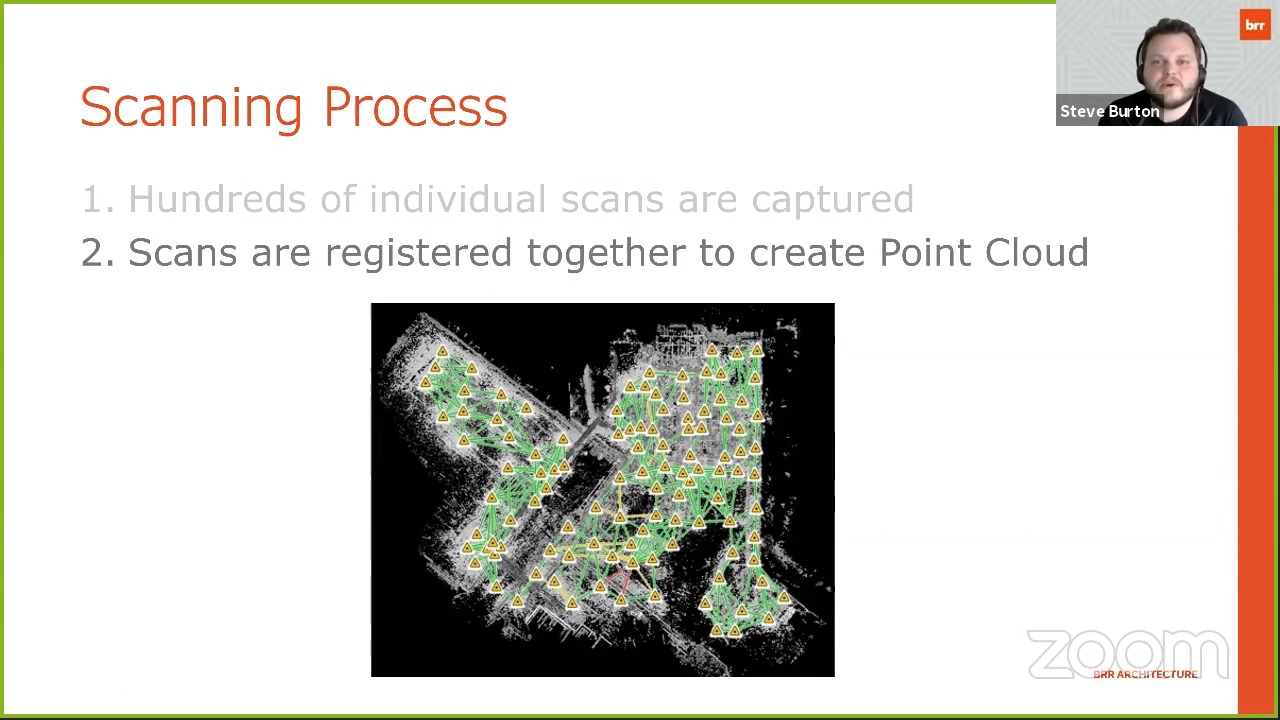 brr
Steve Burton
Scanning Process
1. Hundreds of individual scans are captured
2. Scans are registered together to create Point Cloud
zoom
BRR ARCHITECTURE